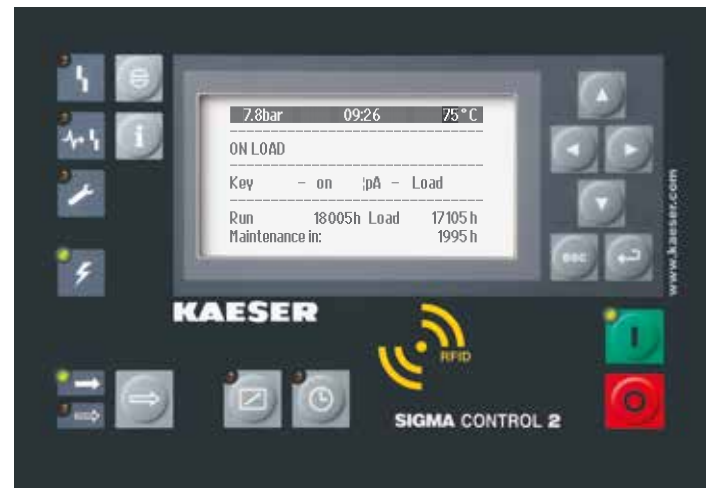 7.8bar 09:26 75°C
ON LOAD
Key - on ¦pA - Load
Run 18005h Load 17105h
Maintenance in: 1995h
esc
www.kaeser.com
KAESER
RFID
SIGMA CONTROL 2